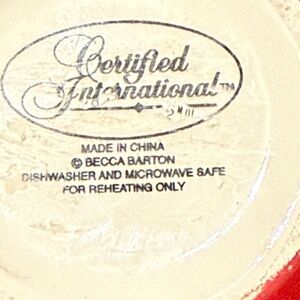 Certified
International™
MADE IN CHINA
© BECCA BARTON
DISHWASHER AND MICROWAVE SAFE
FOR REHEATING ONLY